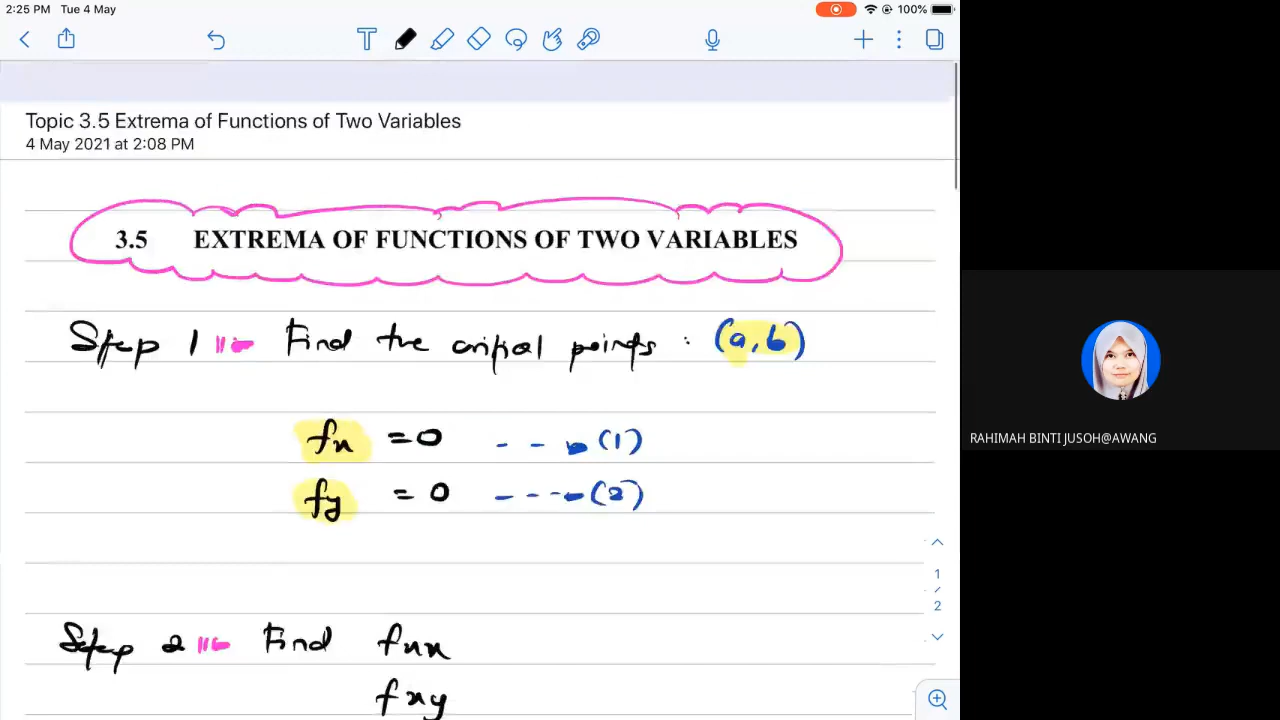 2:25 PM Tue 4 May
100%
Topic 3.5 Extrema of Functions of Two Variables
4 May 2021 at 2:08 PM
3.5 EXTREMA OF FUNCTIONS OF TWO VARIABLES
Step 1 Find the critical points : (a, b)
fx = 0 --- (1)
fy = 0 --- (2)
Step 2 Find fxx
fxy
1
/
2
RAHIMAH BINTI JUSOH@AWANG